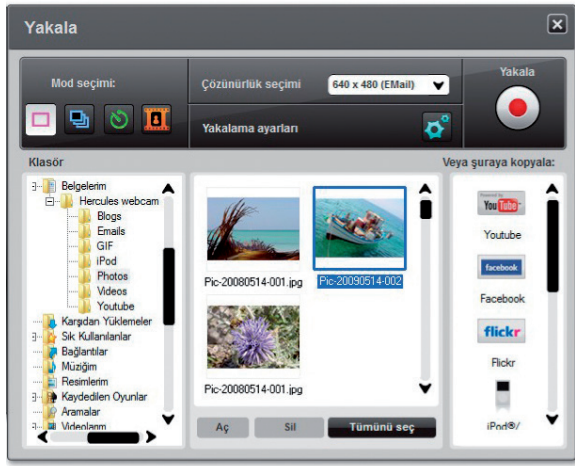 Yakala
Mod seçimi:
Çözünürlük seçimi
640 x 480 (EMail)
Yakala
Yakalama ayarları
Klasör
Veya şuraya kopyala:
Belgelerim
Hercules webcam
Blogs
Emails
GIF
iPod
Photos
Videos
Youtube
Karşıdan Yüklemeler
Sık Kullanılanlar
Bağlantılar
Müziğim
Resimlerim
Kaydedilen Oyunlar
Aramalar
Videolarım
Pic-20080514-001.jpg
Pic-20090514-002
Pic-20080514-001.jpg
Aç
Sil
Tümünü seç
Powered by
YouTube
Youtube
facebook
Facebook
flickr
Flickr
iPod®/